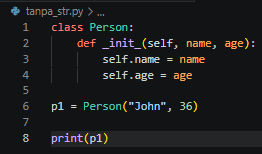 tanpa_str.py > ...
1 class Person:
2     def _init_(self, name, age):
3         self.name = name
4         self.age = age
5
6 p1 = Person("John", 36)
7
8 print(p1)